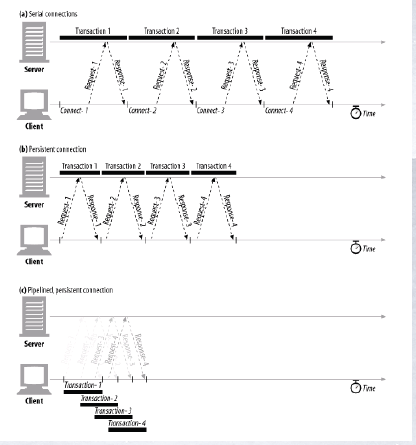 (a) Serial connections
Transaction 1 Transaction 2 Transaction 3 Transaction 4
Server
Request-1 Response-1 Request-2 Response-2 Request-3 Response-3 Request-4 Response-4
Connect-1 Connect-2 Connect-3 Connect-4 Time
Client
(b) Persistent connection
Transaction 1 Transaction 2 Transaction 3 Transaction 4
Server
Request-1 Response-1 Request-2 Response-2 Request-3 Response-3 Request-4 Response-4
Time
Client
(c) Pipelined, persistent connection
Server
Request-4 Response-4
Time
Client
Transaction-1
Transaction-2
Transaction-3
Transaction-4